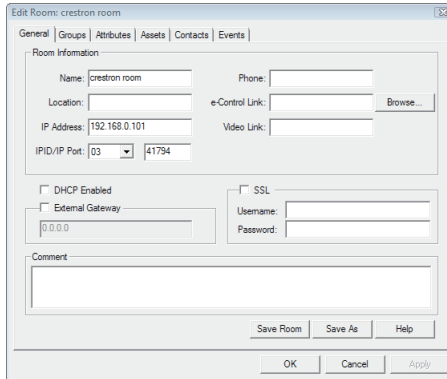 Edit Room: crestron room
General Groups Attributes Assets Contacts Events
Room Information
Name: crestron room Phone:
Location: e-Control Link: Browse...
IP Address: 192.168.0.101 Video Link:
IPID/IP Port: 03 41794
DHCP Enabled SSL
External Gateway Username:
0.0.0.0 Password:
Comment
Save Room Save As Help
OK Cancel Apply